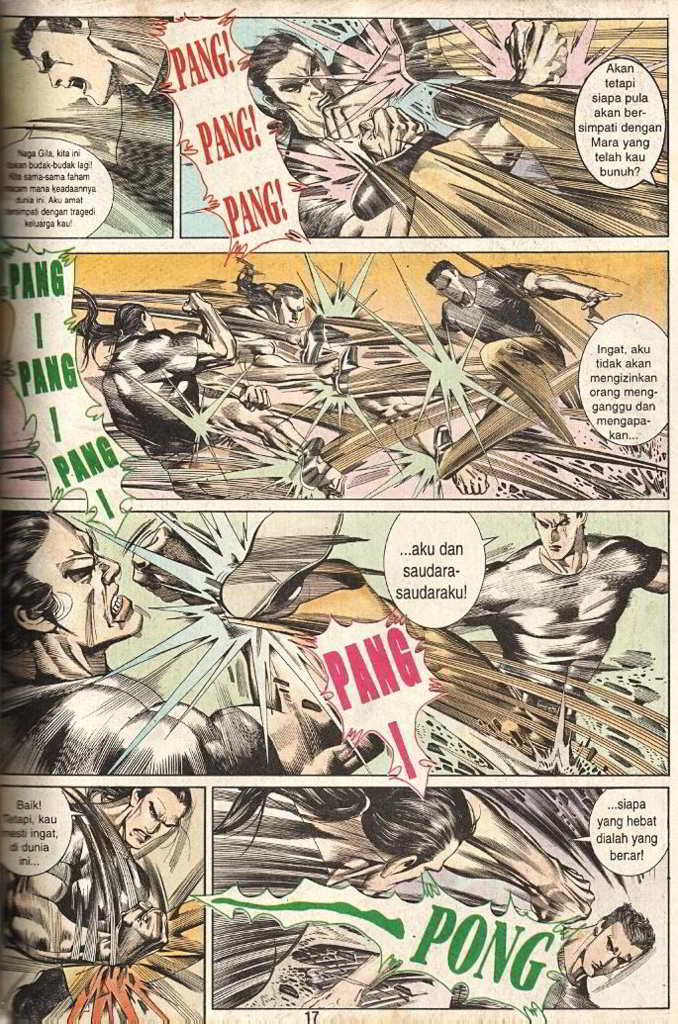 Naga Gila, kita ini
bukan budak-budak lagi!
Kita sama-sama faham
macam mana keadaannya
dunia ini. Aku amat
bersimpati dengan tragedi
keluarga kau!
PANG!
PANG!
PANG!
Akan
tetapi
siapa pula
akan ber-
simpati dengan
Mara yang
telah kau
bunuh?
PANG
!
PANG
!
PANG
!
Ingat, aku
tidak akan
mengizinkan
orang meng-
ganggu dan
mengapa-
kan...
...aku dan
saudara-
saudaraku!
PANG
!
Baik!
Tetapi, kau
mesti ingat,
di dunia
ini...
...siapa
yang hebat
dialah yang
benar!
PONG
17